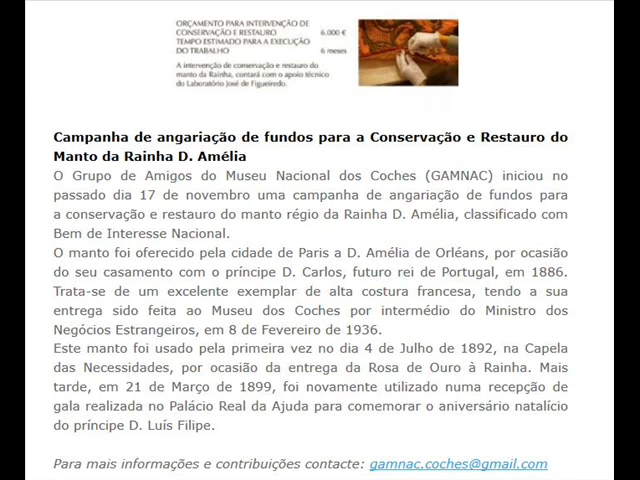 ORÇAMENTO PARA INTERVENÇÃO DE
CONSERVAÇÃO E RESTAURO 6.000 €
TEMPO ESTIMADO PARA A EXECUÇÃO
DO TRABALHO 6 meses
A intervenção de conservação e restauro do
manto da Rainha, contará com o apoio técnico
do Laboratório José de Figueiredo.
Campanha de angariação de fundos para a Conservação e Restauro do
Manto da Rainha D. Amélia
O Grupo de Amigos do Museu Nacional dos Coches (GAMNAC) iniciou no
passado dia 17 de novembro uma campanha de angariação de fundos para
a conservação e restauro do manto régio da Rainha D. Amélia, classificado com
Bem de Interesse Nacional.
O manto foi oferecido pela cidade de Paris a D. Amélia de Orléans, por ocasião
do seu casamento com o príncipe D. Carlos, futuro rei de Portugal, em 1886.
Trata-se de um excelente exemplar de alta costura francesa, tendo a sua
entrega sido feita ao Museu dos Coches por intermédio do Ministro dos
Negócios Estrangeiros, em 8 de Fevereiro de 1936.
Este manto foi usado pela primeira vez no dia 4 de Julho de 1892, na Capela
das Necessidades, por ocasião da entrega da Rosa de Ouro à Rainha. Mais
tarde, em 21 de Março de 1899, foi novamente utilizado numa recepção de
gala realizada no Palácio Real da Ajuda para comemorar o aniversário natalício
do príncipe D. Luís Filipe.
Para mais informações e contribuições contacte: gamnac.coches@gmail.com